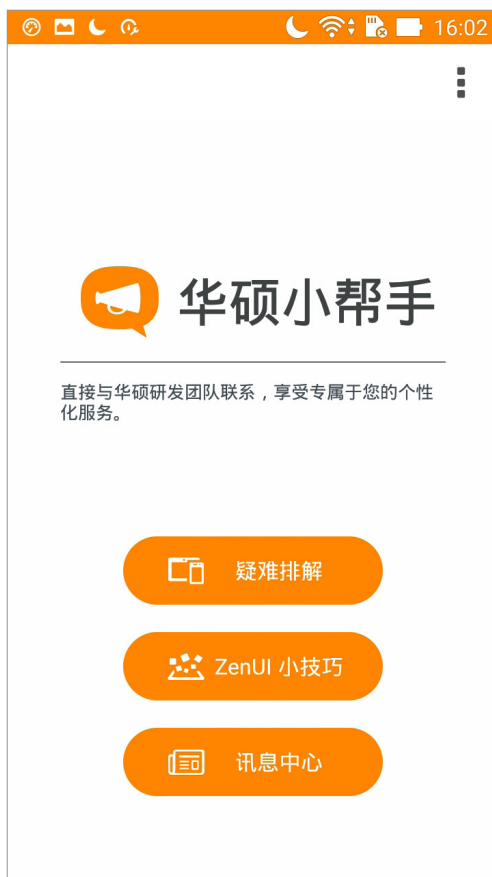 16:02
华硕小帮手
直接与华硕研发团队联系，享受专属于您的个性
化服务。
疑难排解
ZenUI 小技巧
讯息中心